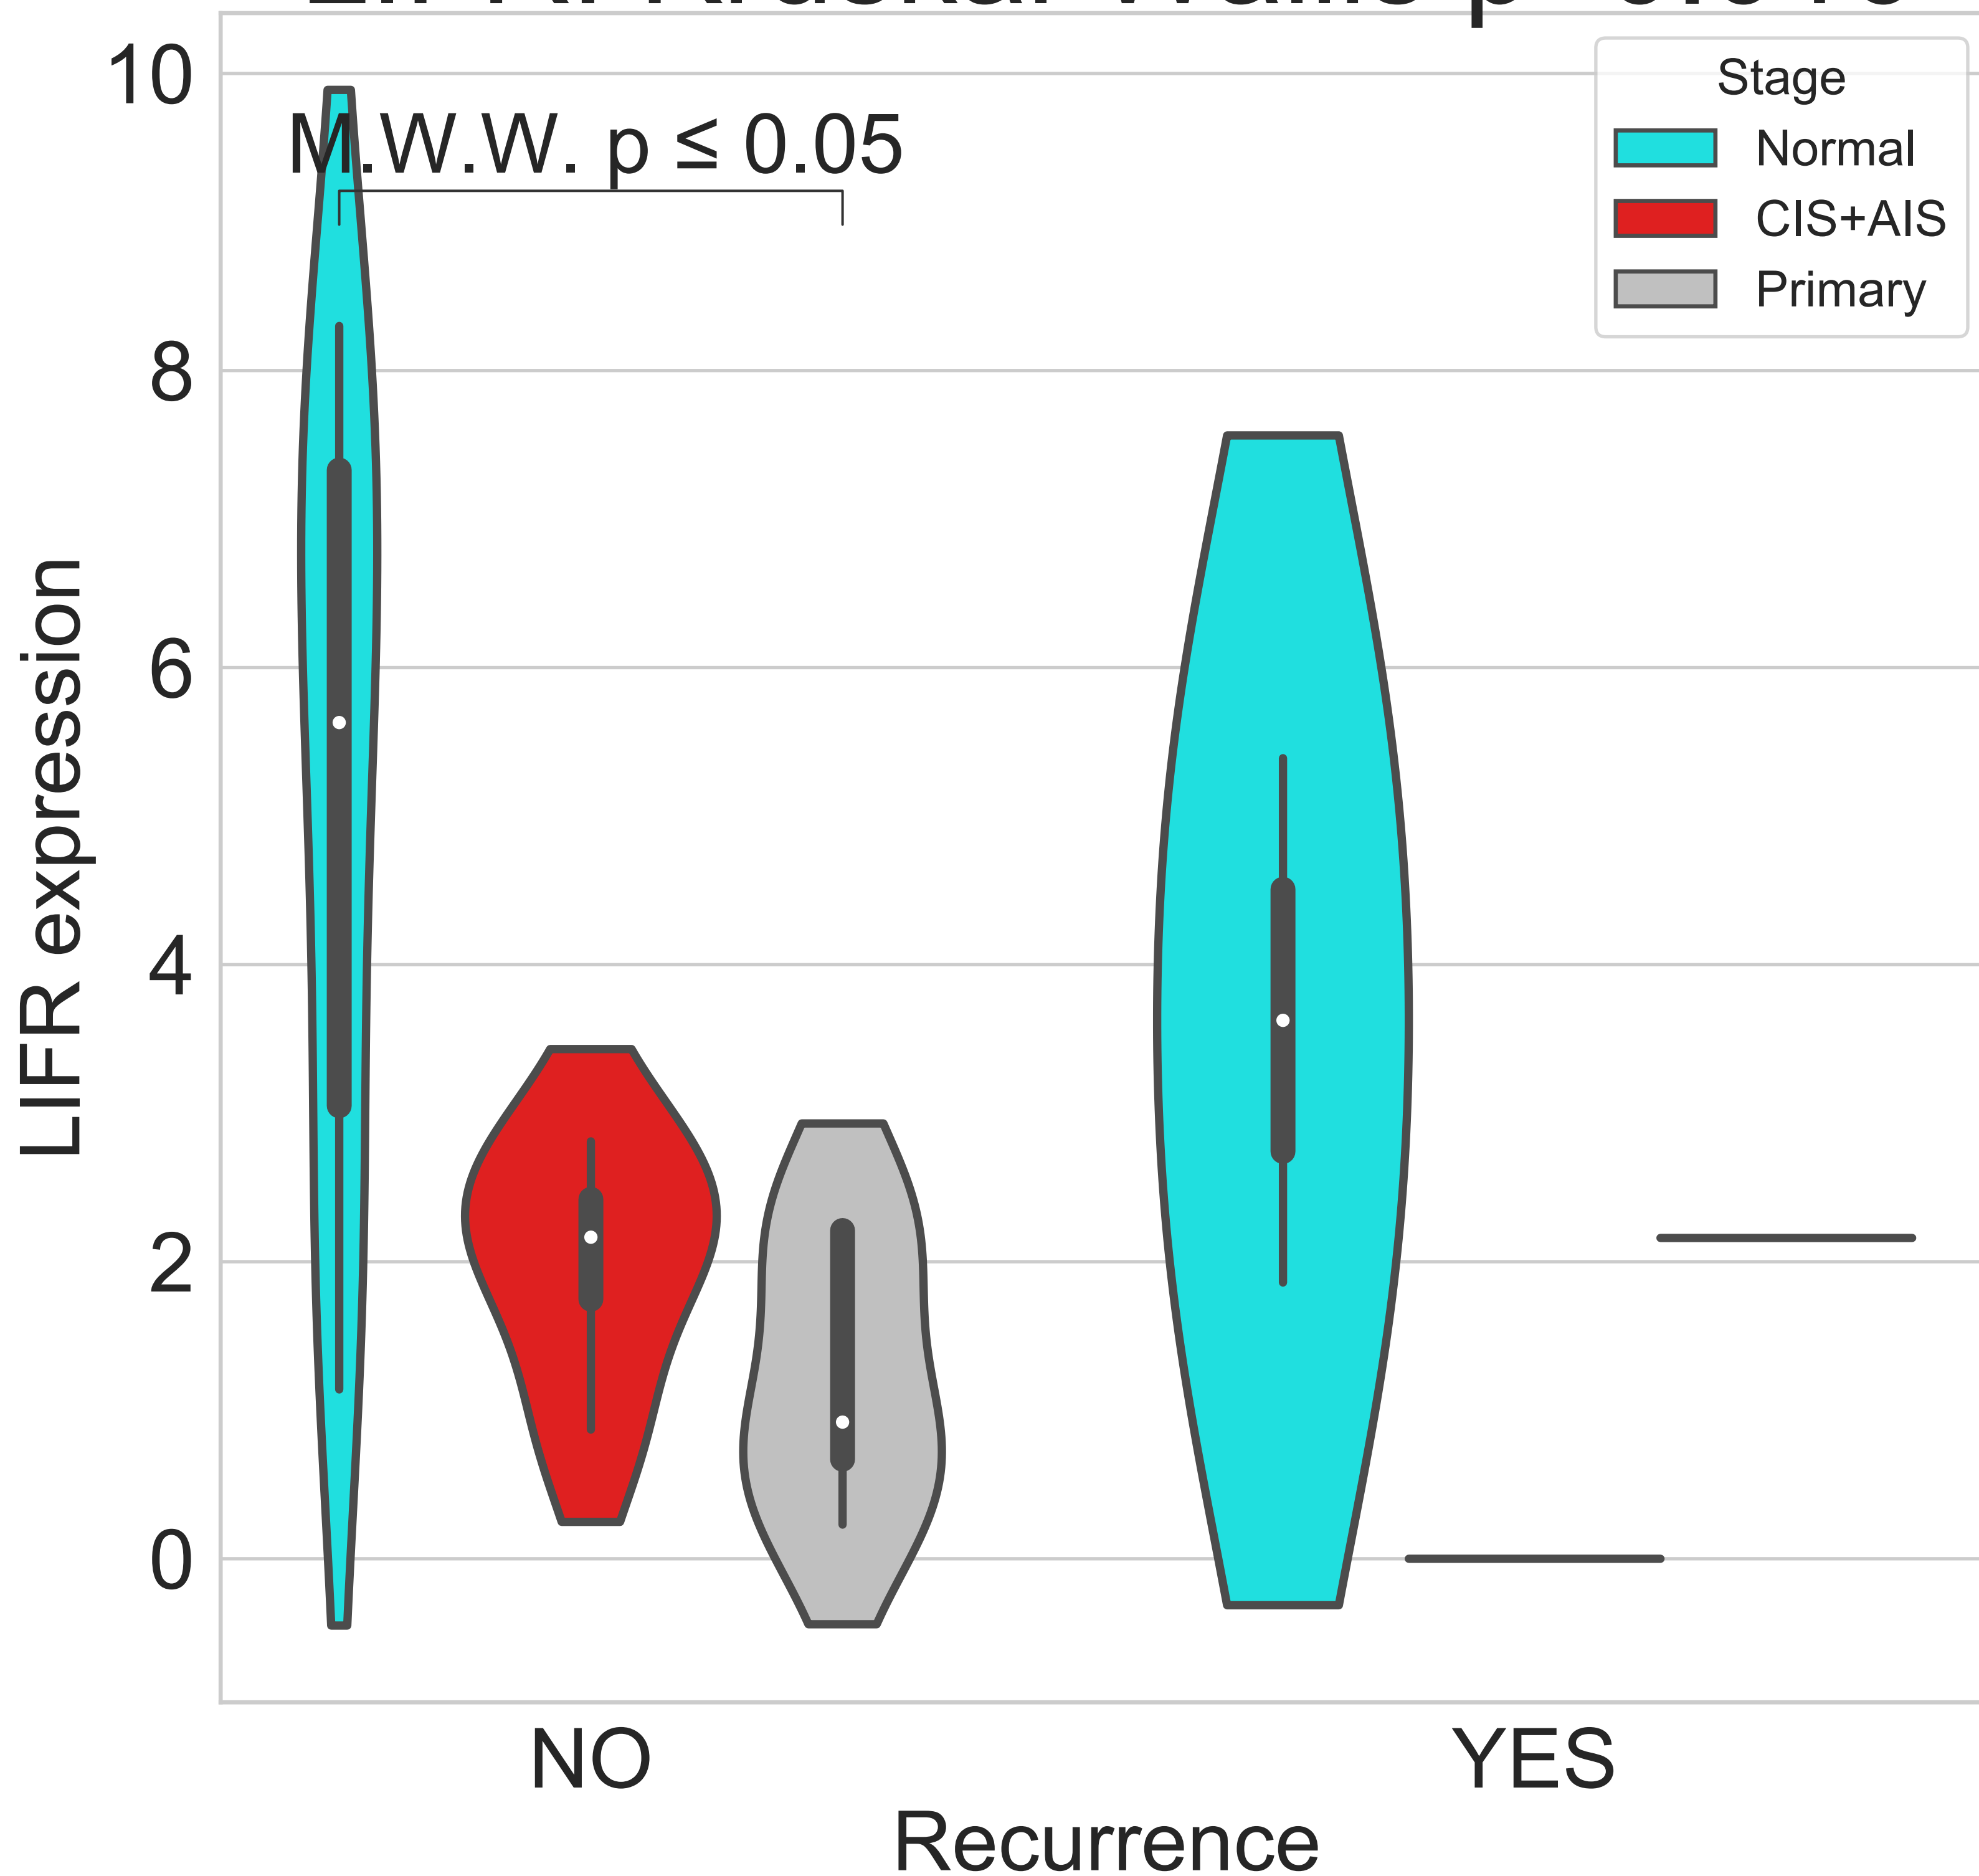 10
M.W.W. p ≤ 0.05
Stage
Normal
CIS+AIS
Primary
8
6
4
2
0
LIFR expression
NO
YES
Recurrence